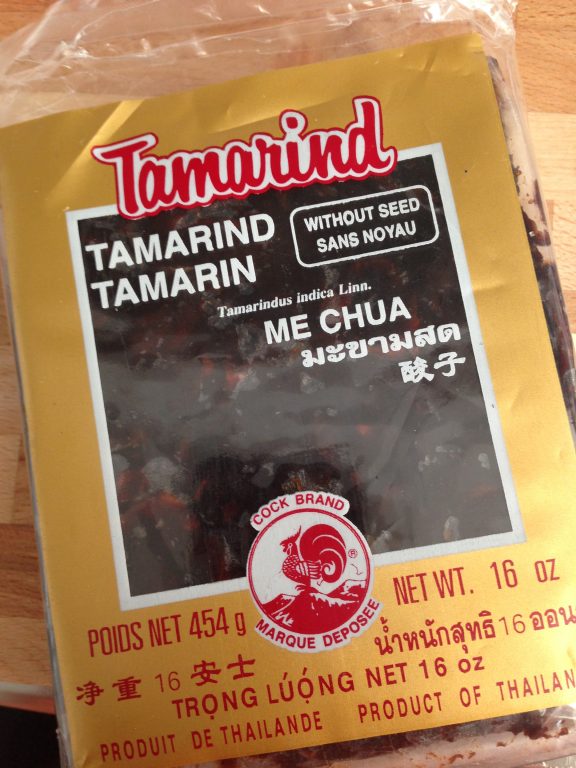 Tamarind
TAMARIND
TAMARIN
WITHOUT SEED
SANS NOYAU
Tamarindus indica Linn.
ME CHUA
มะขามสด
酸子
COCK BRAND
®
MARQUE DEPOSEE
POIDS NET 454 g
NET WT. 16 OZ
净重 16 安士
น้ำหนักสุทธิ 16 ออน
TRỌNG LÚỘNG NET 16 oz
PRODUIT DE THAILANDE
PRODUCT OF THAILAN